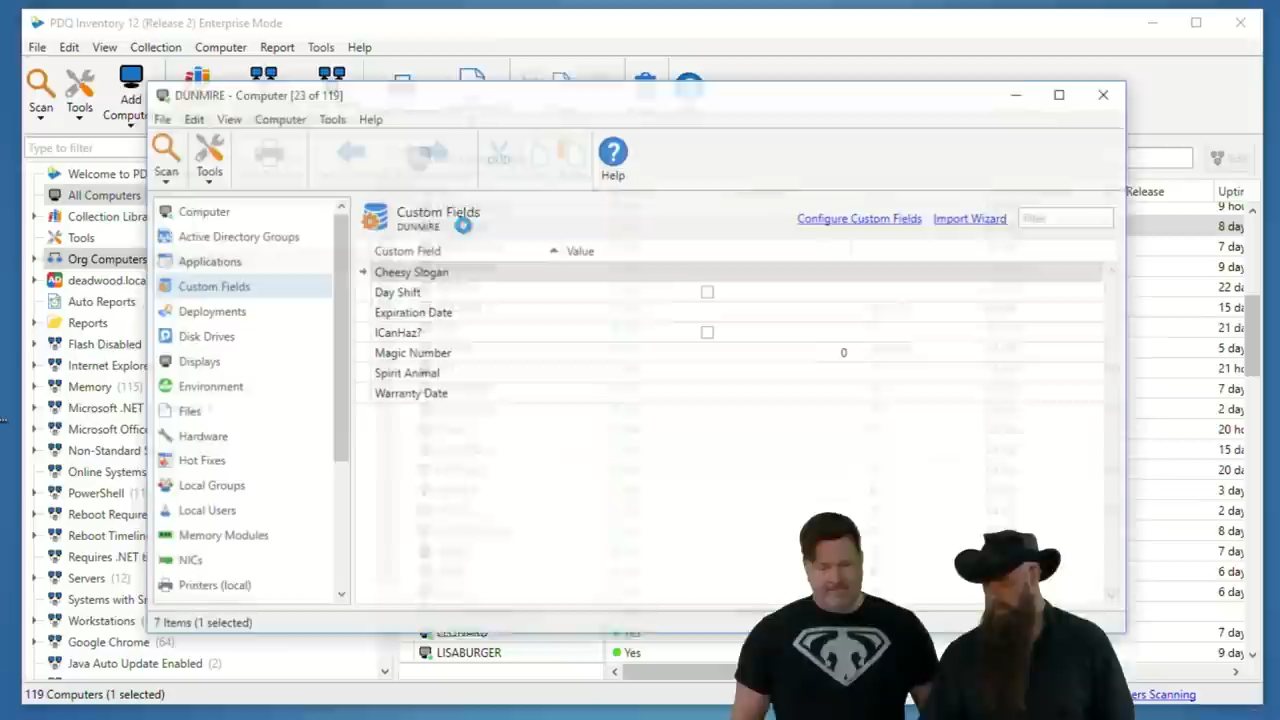 PDQ Inventory 12 (Release 2) Enterprise Mode
File Edit View Collection Computer Report Tools Help
Scan Tools Add Comput
Type to filter
Welcome to PD
All Computers
Collection Libra
Tools
Org Computers
deadwood.loca
Auto Reports
Reports
Flash Disabled
Internet Explore
Memory (115)
Microsoft .NET
Microsoft Offic
Non-Standard
Online Systems
PowerShell (11
Reboot Require
Reboot Timelin
Requires .NET
Servers (12)
Systems with Sr
Workstations
Google Chrome (64)
Java Auto Update Enabled (2)
119 Computers (1 selected)
DUNMIRE - Computer [23 of 119]
File Edit View Computer Tools Help
Scan Tools Help
Computer
Active Directory Groups
Applications
Custom Fields
Deployments
Disk Drives
Displays
Environment
Files
Hardware
Hot Fixes
Local Groups
Local Users
Memory Modules
NICs
Printers (local)
Custom Fields
DUNMIRE
Configure Custom Fields Import Wizard Filter
Custom Field Value
Cheesy Slogan
Day Shift
Expiration Date
ICanHaz?
Magic Number 0
Spirit Animal
Warranty Date
7 Items (1 selected)
Yes
LISABURGER Yes
Release Uptir
9 hou
8 day
7 day
9 day
22 da
15 da
21 da
5 day
21 ho
7 day
2 day
20 ho
15 da
20 da
3 day
2 day
8 day
7 day
6 day
6 day
7 day
9 day
ers Scanning